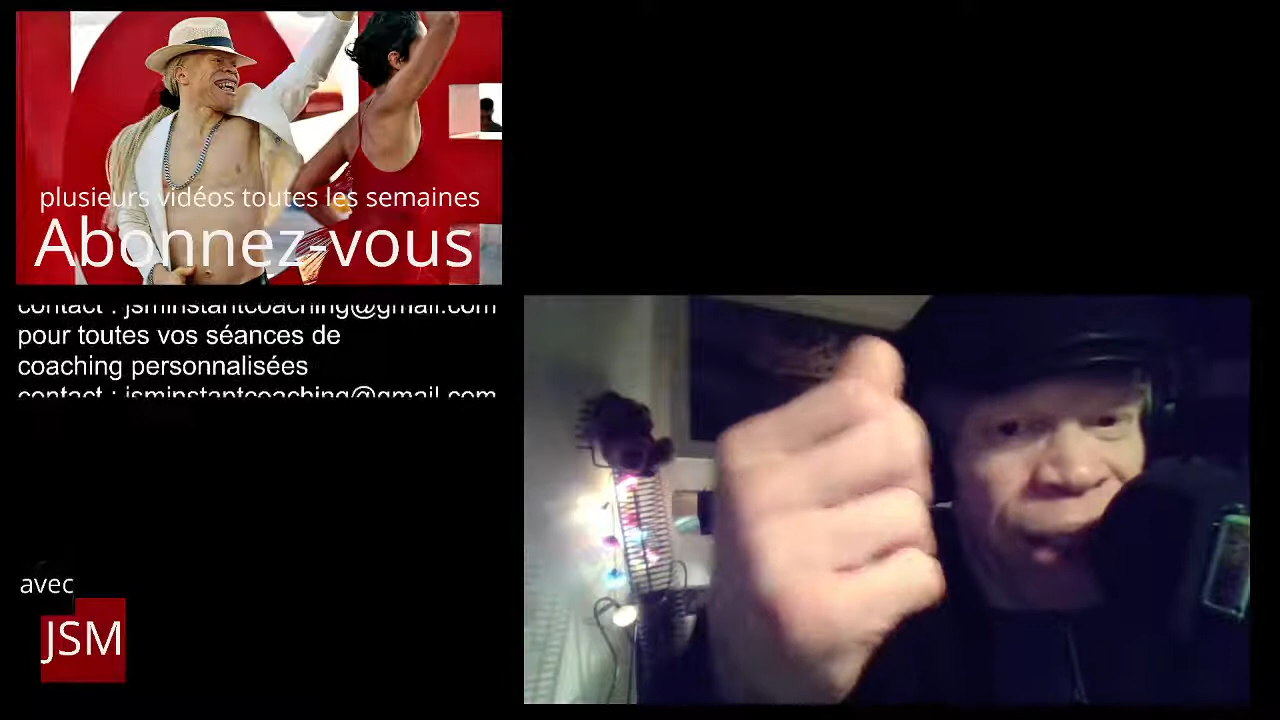 plusieurs vidéos toutes les semaines
Abonnez-vous
contact : jsminstantcoaching@gmail.com
pour toutes vos séances de
coaching personnalisées
contact : jsminstantcoaching@gmail.com
avec
JSM